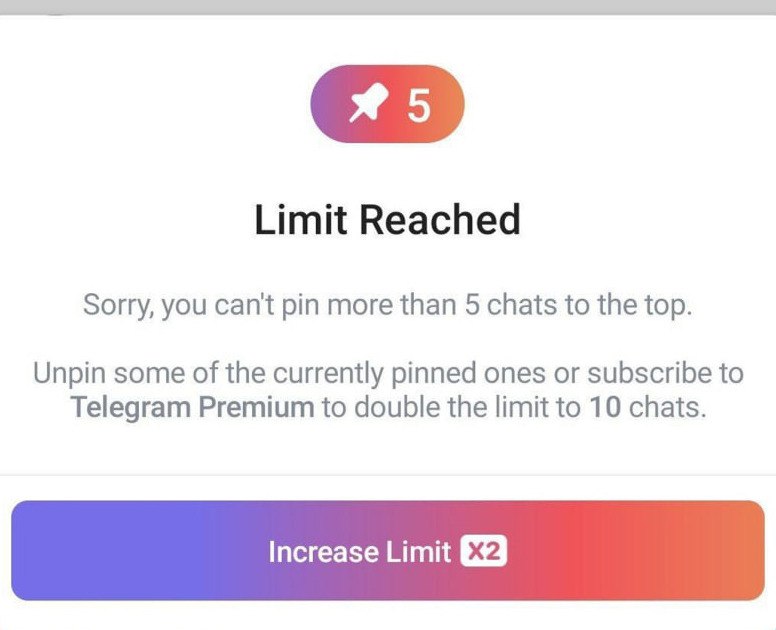 5
Limit Reached
Sorry, you can't pin more than 5 chats to the top.
Unpin some of the currently pinned ones or subscribe to
Telegram Premium to double the limit to 10 chats.
Increase Limit X2